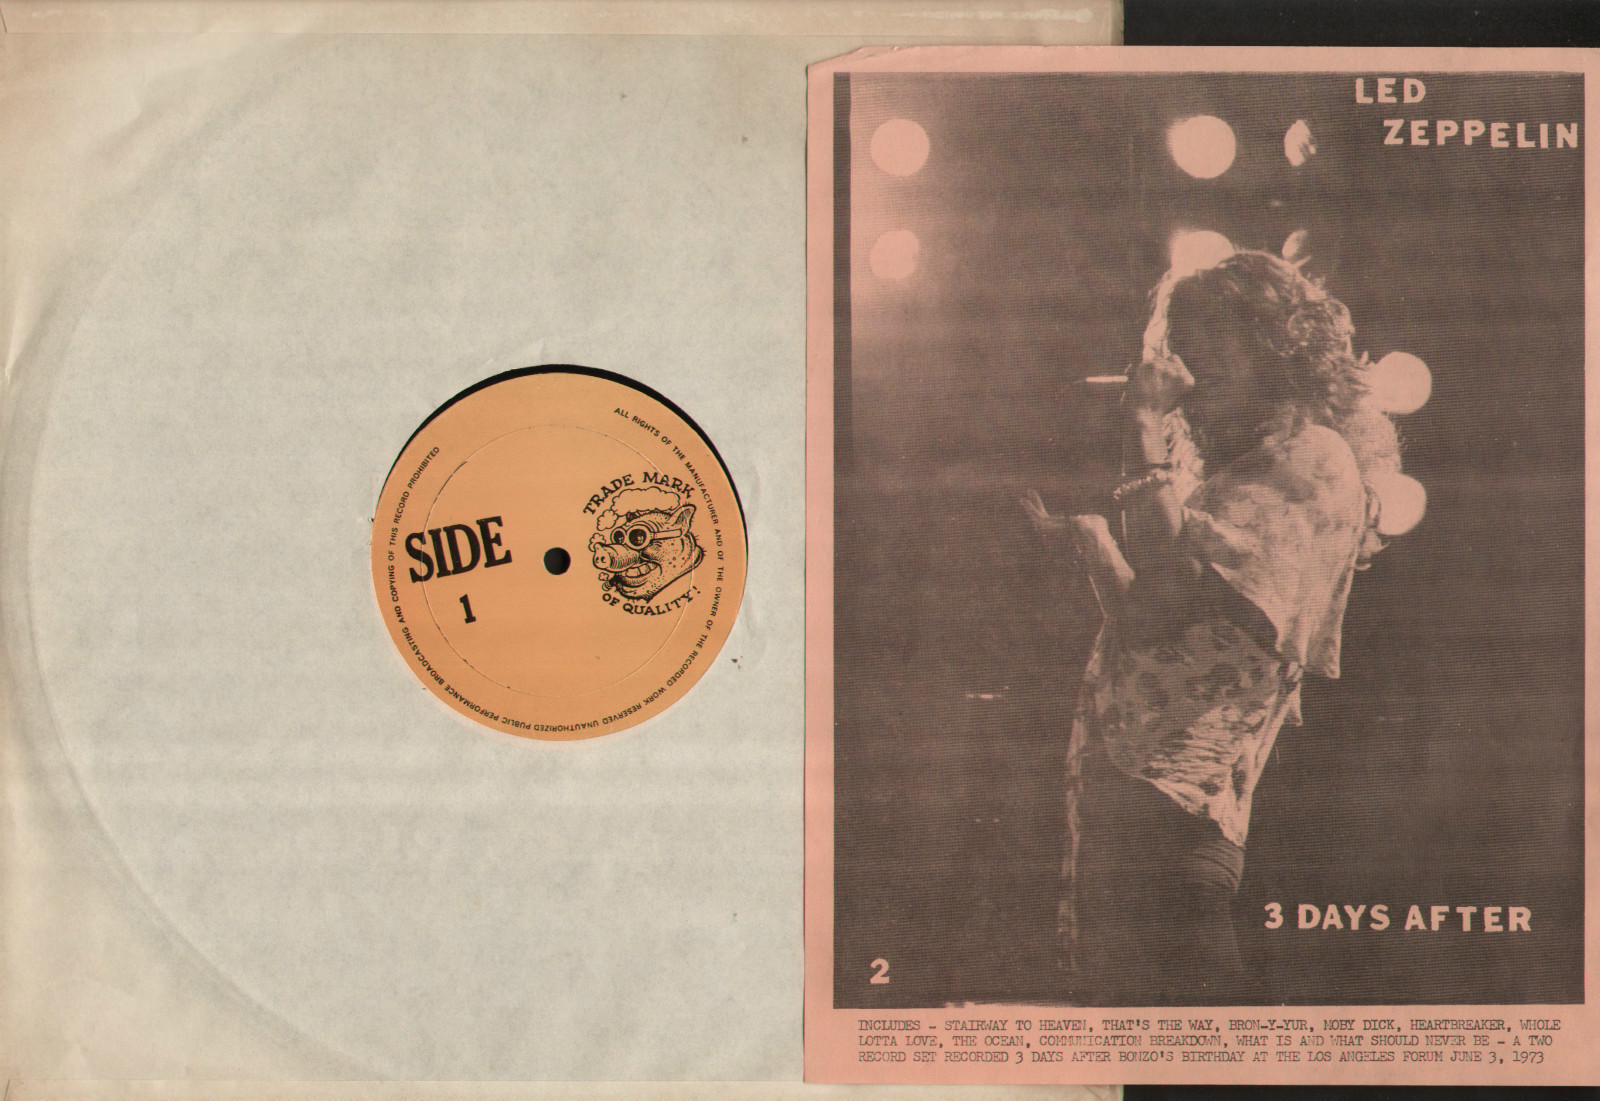 ALL RIGHTS OF THE MANUFACTURER AND OF THE OWNER OF THE RECORDED WORK RESERVED UNAUTHORIZED PUBLIC PERFORMANCE BROADCASTING AND COPYING OF THIS RECORD PROHIBITED
SIDE
1
TRADE MARK
OF QUALITY!
LED
ZEPPELIN
3 DAYS AFTER
2
INCLUDES - STAIRWAY TO HEAVEN, THAT'S THE WAY, BRON-Y-YUR, MOBY DICK, HEARTBREAKER, WHOLE
LOTTA LOVE, THE OCEAN, COMMUNICATION BREAKDOWN, WHAT IS AND WHAT SHOULD NEVER BE - A TWO
RECORD SET RECORDED 3 DAYS AFTER BONZO'S BIRTHDAY AT THE LOS ANGELES FORUM JUNE 3, 1973